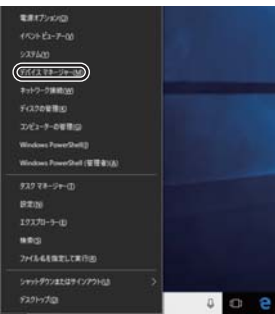 電源オプション(O)
イベント ビューアー(V)
システム(Y)
デバイス マネージャー(M)
ネットワーク接続(W)
ディスクの管理(K)
コンピューターの管理(G)
Windows PowerShell(I)
Windows PowerShell (管理者)(A)
タスク マネージャー(T)
設定(N)
エクスプローラー(E)
検索(S)
ファイル名を指定して実行(R)
シャットダウンまたはサインアウト(U)
デスクトップ(D)